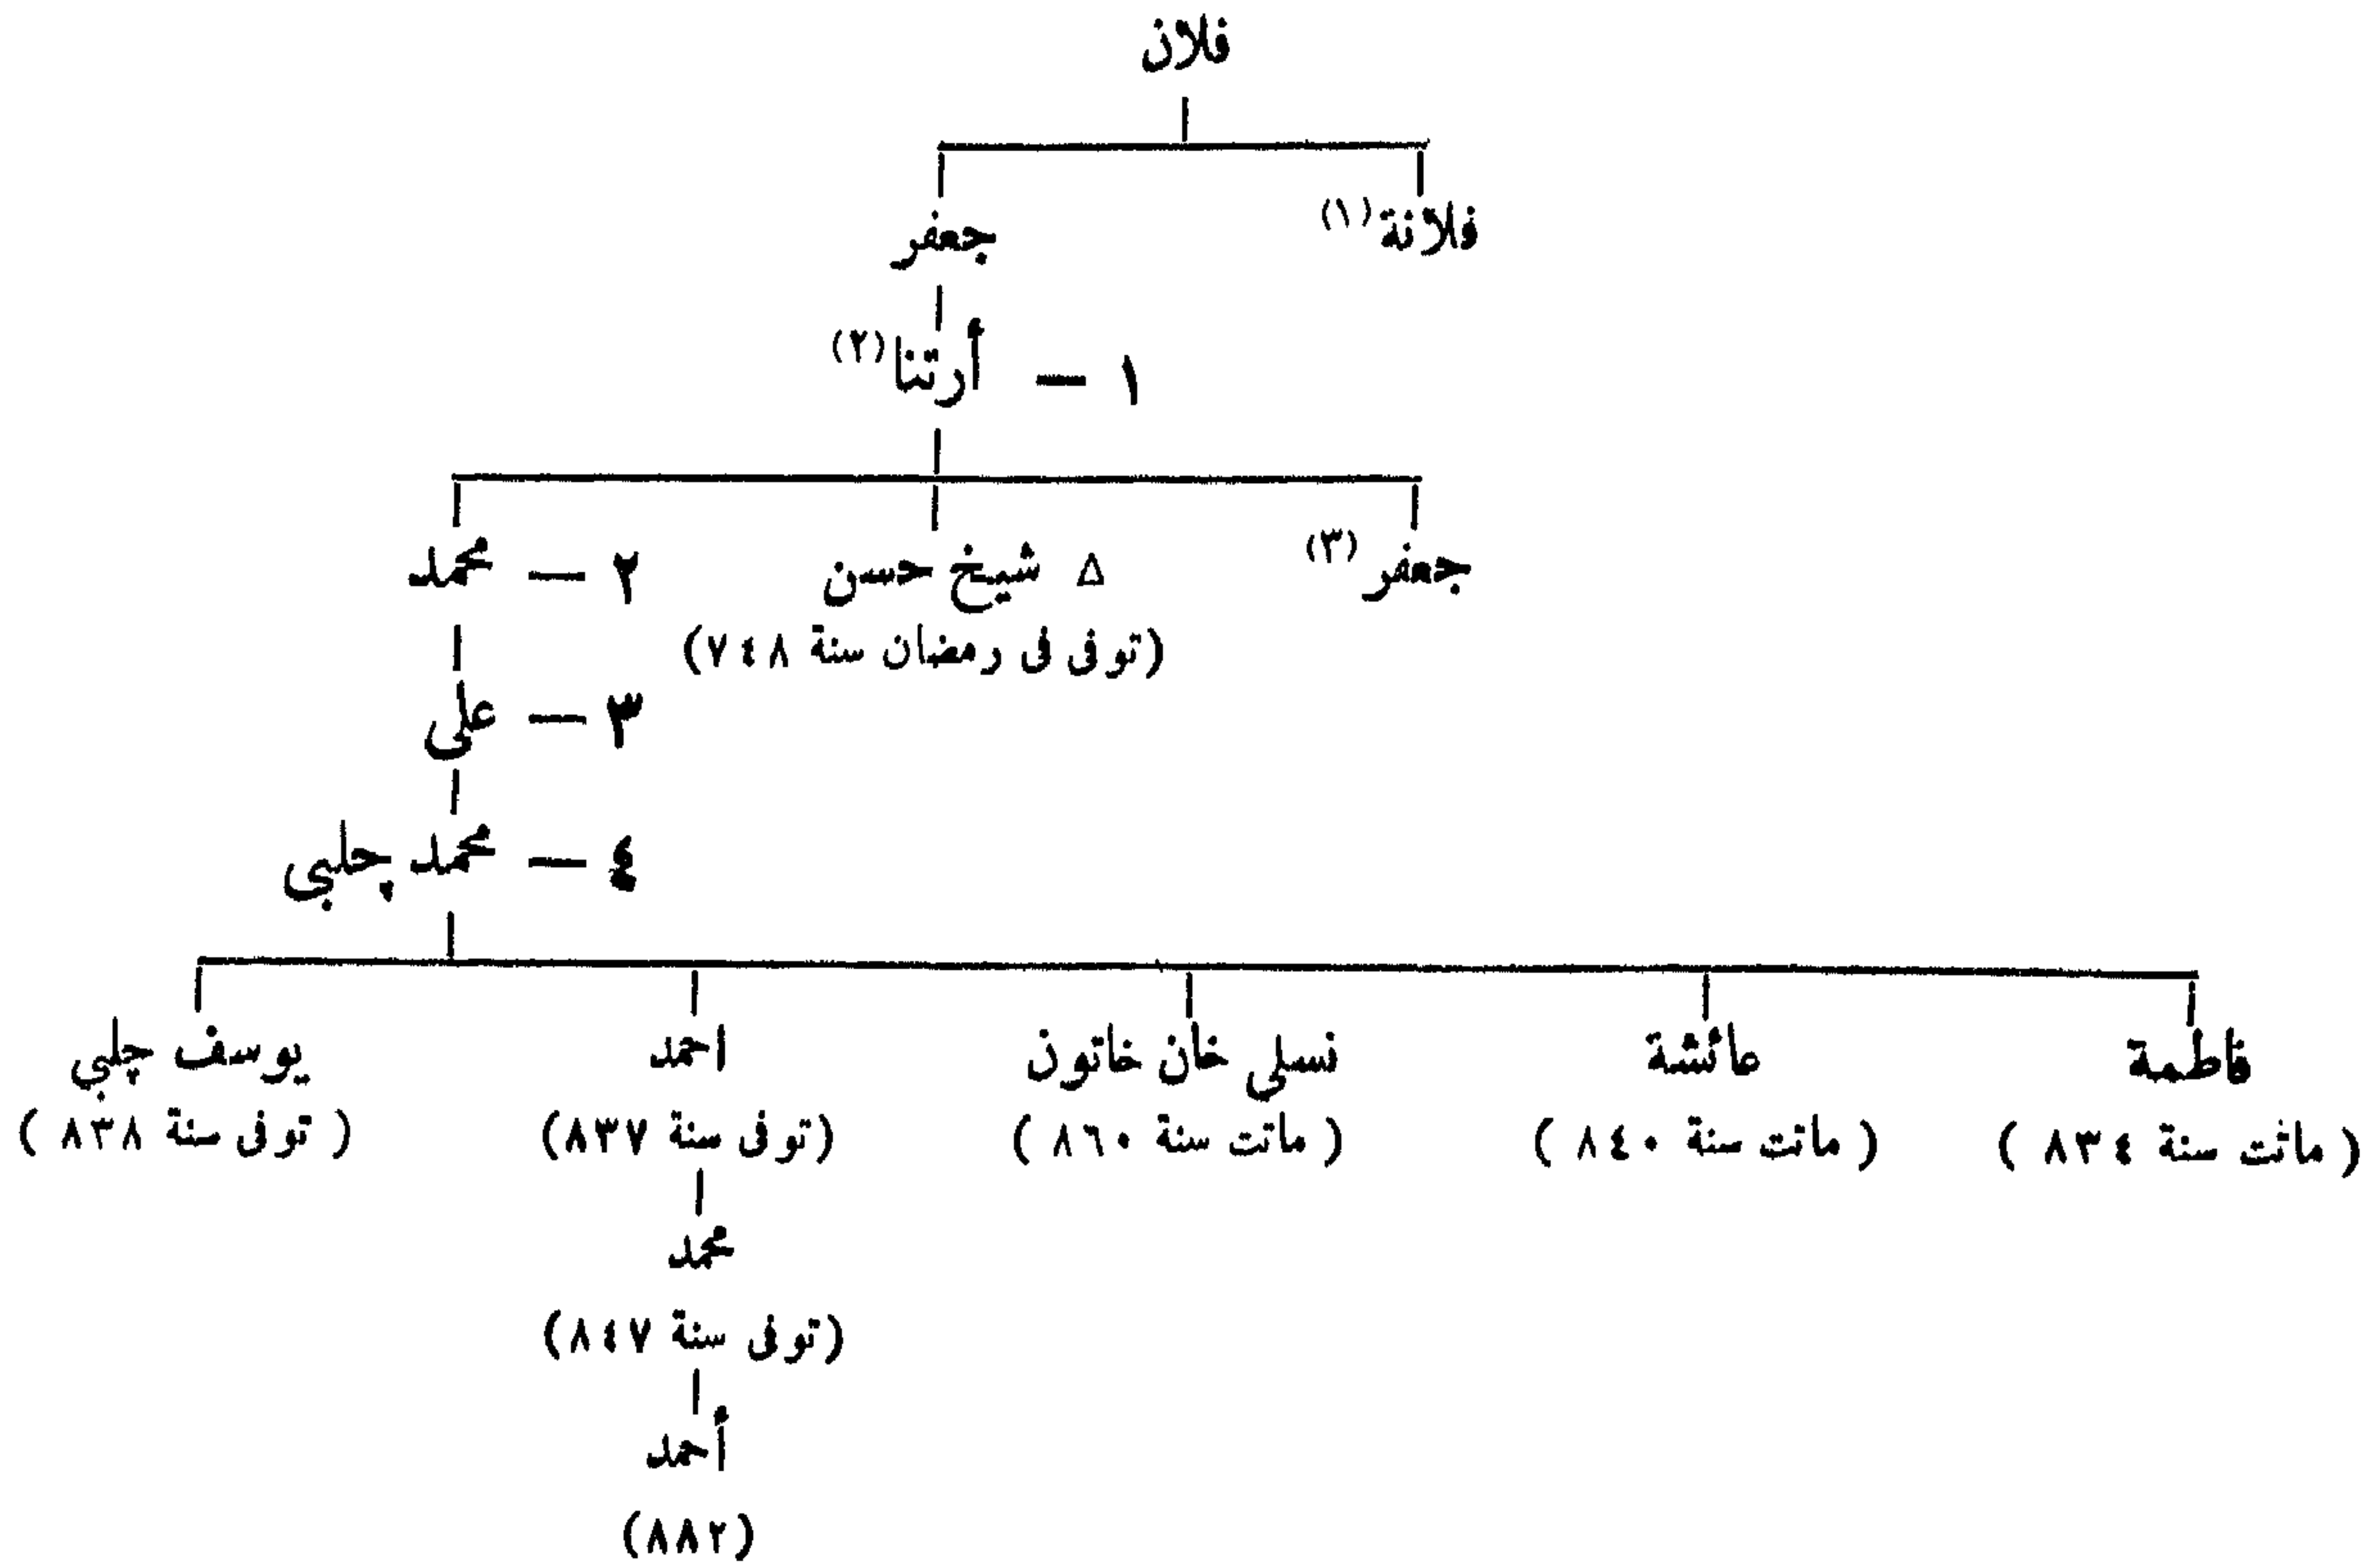 فلان
فلانة (١)
جعفر
١ — أرتنا (٢)
جعفر (٣)
△ شيخ حسن
٢ — محمد
(توفى فى رمضان سنة ٧٤٨)
٣ — على
٤ — محمد چلبي
فاطمة
عائشة
نسلى خان خاتون
احمد
يوسف چلبي
( ماتت سنة ٨٣٤ )
( ماتت سنة ٨٤٠ )
( ماتت سنة ٨٦٠ )
(توفى سنة ٨٣٧)
( توفى سنة ٨٣٨ )
محمد
(توفى سنة ٨٤٧)
أحمد
(٨٨٢)